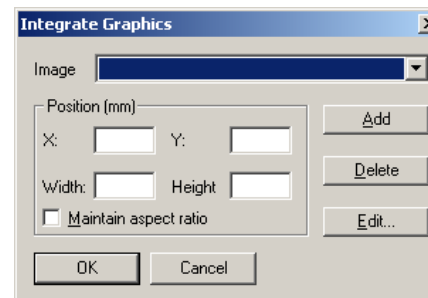 Integrate Graphics
Image
Position (mm)
Add
X: Y:
Delete
Width: Height
Maintain aspect ratio
Edit...
OK Cancel